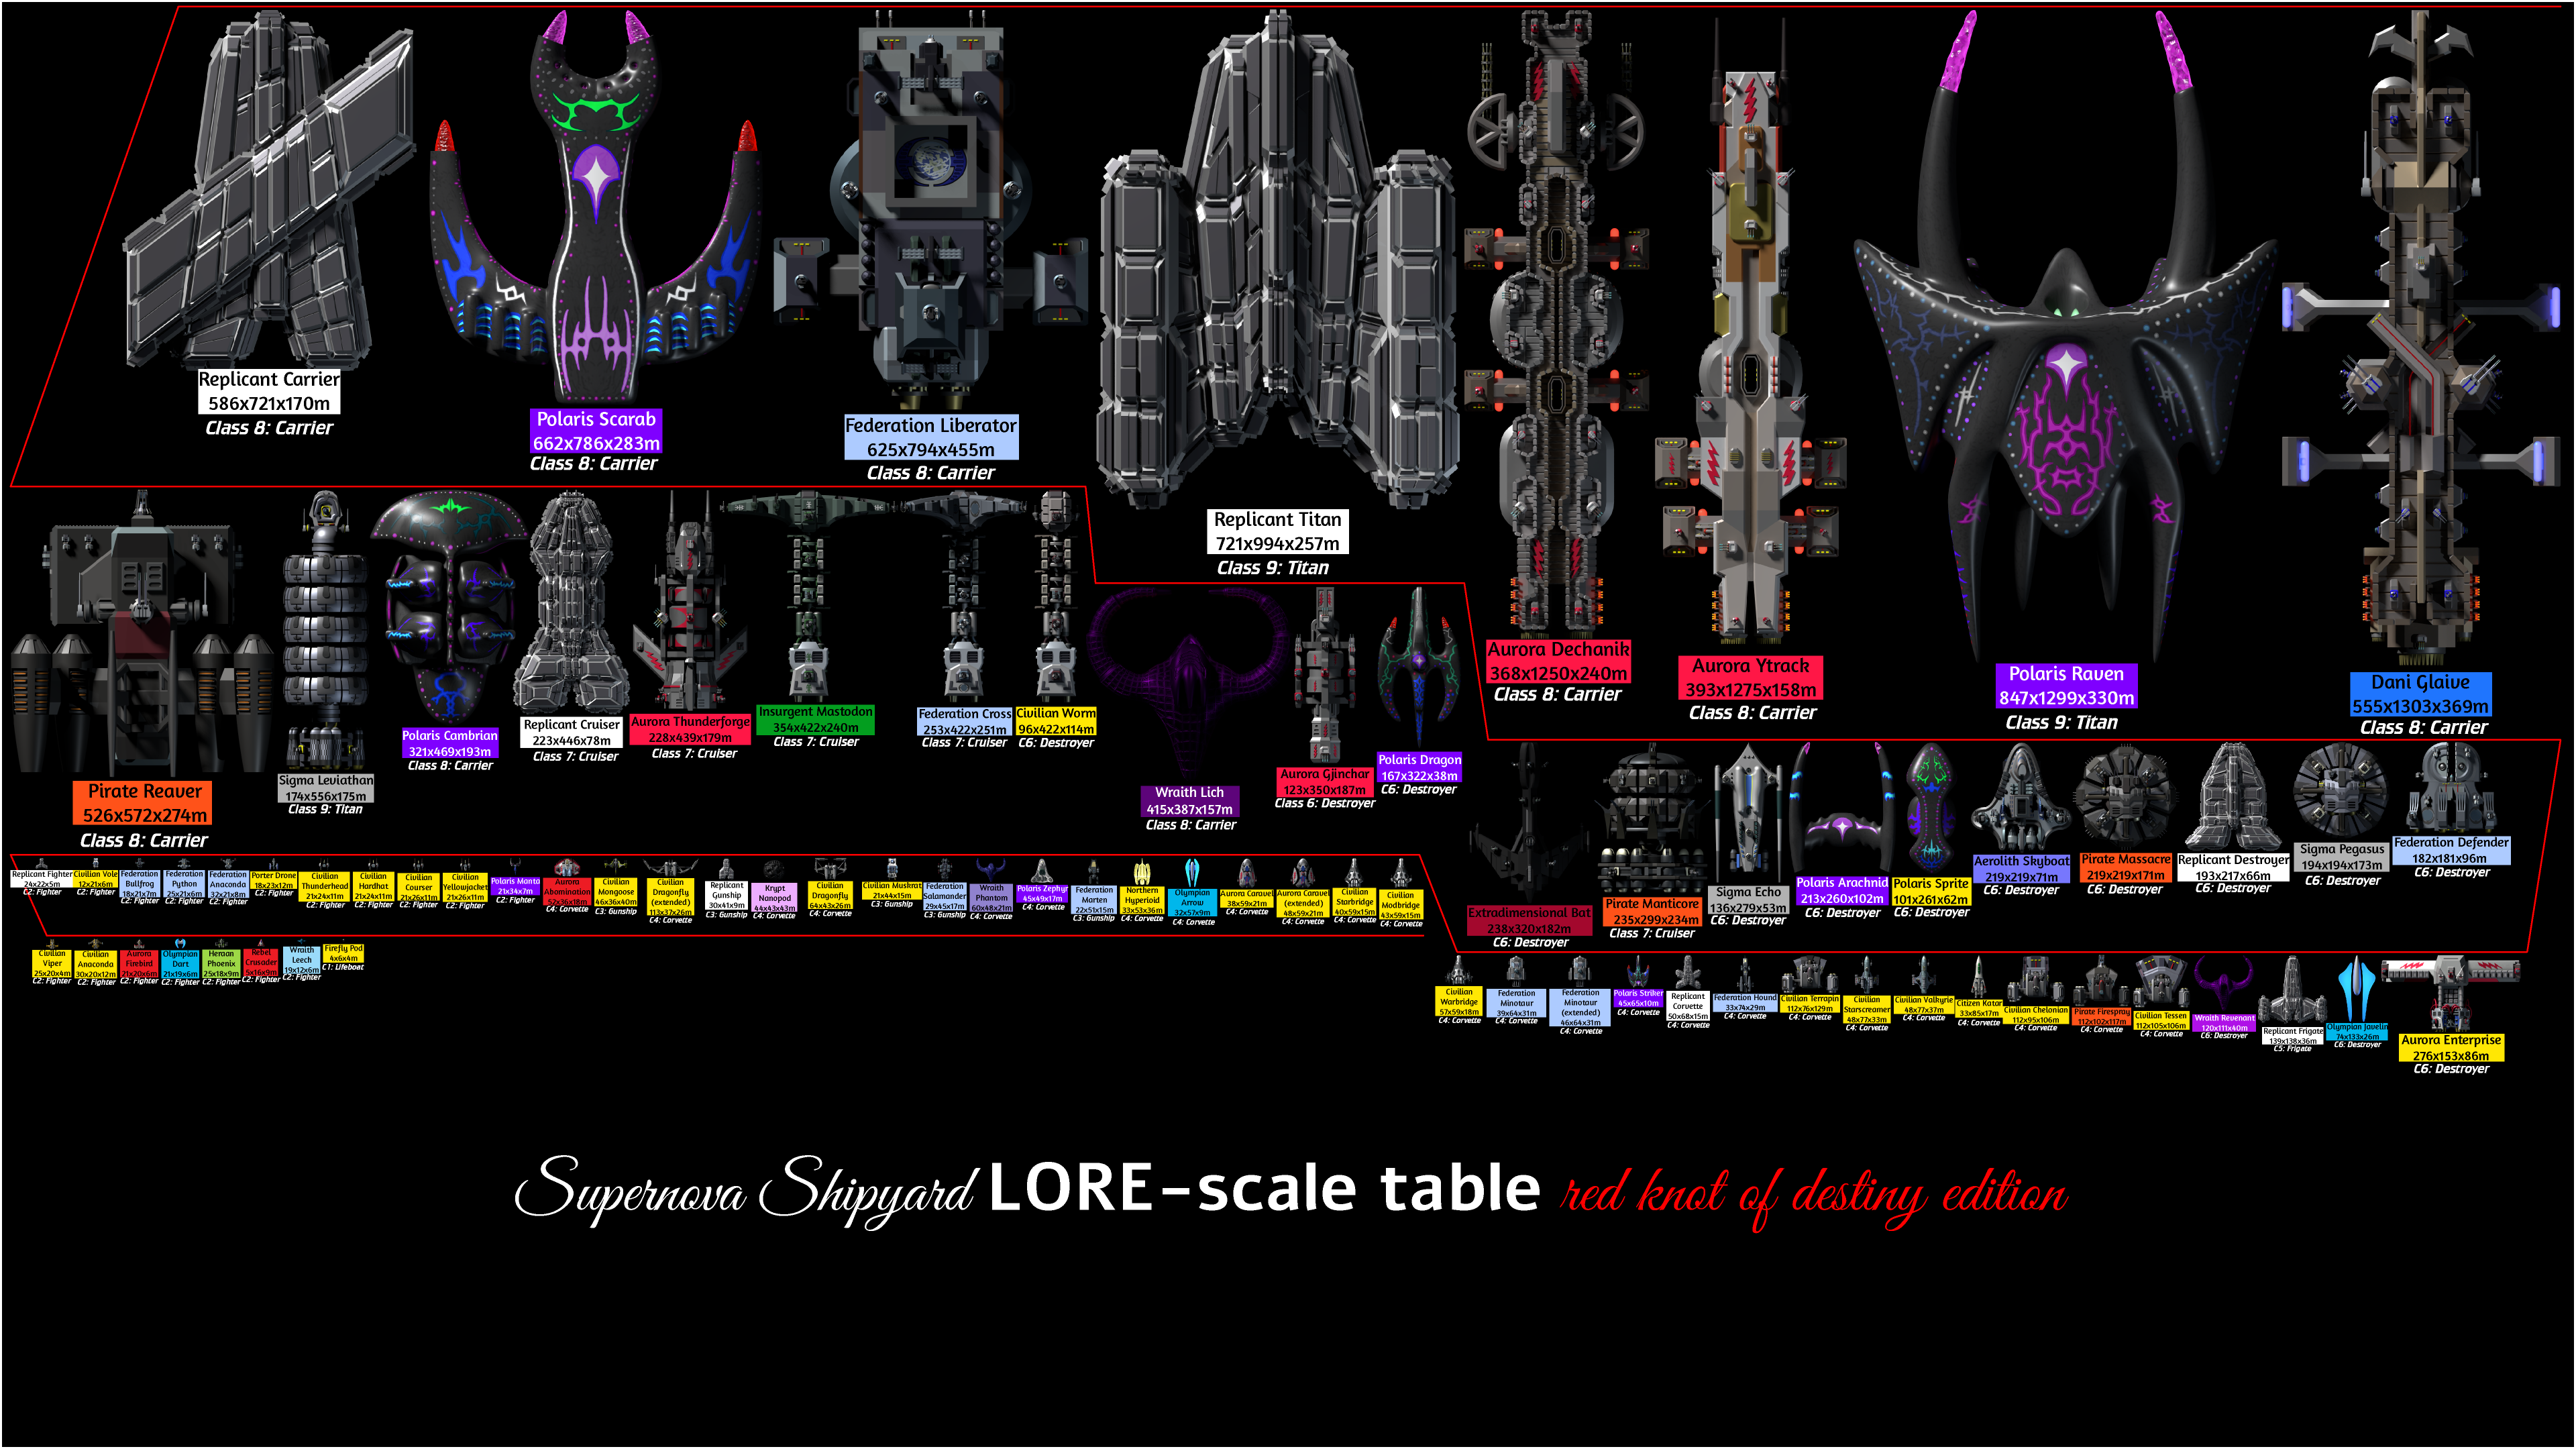 Replicant Carrier
586x721x170m
Class 8: Carrier
Polaris Scarab
662x786x283m
Class 8: Carrier
Federation Liberator
625x794x455m
Class 8: Carrier
Replicant Titan
721x994x257m
Class 9: Titan
Aurora Dechanik
368x1250x240m
Class 8: Carrier
Aurora Ytrack
393x1275x158m
Class 8: Carrier
Polaris Raven
847x1299x330m
Class 9: Titan
Dani Glaive
555x1303x369m
Class 8: Carrier
Pirate Reaver
526x572x274m
Class 8: Carrier
Sigma Leviathan
174x556x175m
Class 9: Titan
Polaris Cambrian
321x469x193m
Class 8: Carrier
Replicant Cruiser
223x446x78m
Class 7: Cruiser
Aurora Thunderforge
228x439x179m
Class 7: Cruiser
Insurgent Mastodon
354x422x240m
Class 7: Cruiser
Federation Cross
253x422x251m
Class 7: Cruiser
Civilian Worm
96x422x114m
C6: Destroyer
Wraith Lich
415x387x157m
Class 8: Carrier
Aurora Gjinchar
123x350x187m
Class 6: Destroyer
Polaris Dragon
167x322x38m
C6: Destroyer
Extradimensional Bat
238x320x182m
C6: Destroyer
Pirate Manticore
235x299x234m
Class 7: Cruiser
Sigma Echo
136x279x53m
C6: Destroyer
Polaris Arachnid
213x260x102m
C6: Destroyer
Polaris Sprite
101x261x62m
C6: Destroyer
Aerolith Skyboat
219x219x71m
C6: Destroyer
Pirate Massacre
219x219x171m
C6: Destroyer
Replicant Destroyer
193x217x66m
C6: Destroyer
Sigma Pegasus
194x194x173m
C6: Destroyer
Federation Defender
182x181x96m
C6: Destroyer
Replicant Fighter
24x22x5m
C2: Fighter
Civilian Vole
12x21x6m
C2: Fighter
Federation
Bullfrog
18x21x7m
C2: Fighter
Federation
Python
25x21x6m
C2: Fighter
Federation
Anaconda
32x21x8m
C2: Fighter
Porter Drone
18x23x12m
C2: Fighter
Civilian
Thunderhead
21x24x11m
C2: Fighter
Civilian
Hardhat
21x24x11m
C2: Fighter
Civilian
Courser
21x26x11m
C2: Fighter
Civilian
Yellowjacket
21x26x11m
C2: Fighter
Polaris Manta
21x34x7m
C2: Fighter
Aurora
Abomination
52x36x18m
C4: Corvette
Civilian
Mongoose
46x36x40m
C3: Gunship
Civilian
Dragonfly
(extended)
113x37x26m
C4: Corvette
Replicant
Gunship
30x41x9m
C3: Gunship
Krypt
Nanopod
44x43x43m
C4: Corvette
Civilian
Dragonfly
64x43x26m
C4: Corvette
Civilian Muskrat
21x44x15m
C3: Gunship
Federation
Salamander
29x45x17m
C3: Gunship
Wraith
Phantom
60x48x21m
C4: Corvette
Polaris Zephyr
45x49x17m
C4: Corvette
Federation
Marten
22x51x15m
C3: Gunship
Northern
Hyperioid
33x53x36m
C4: Corvette
Olympian
Arrow
32x57x9m
C4: Corvette
Aurora Caravel
38x59x21m
C4: Corvette
Aurora Caravel
(extended)
48x59x21m
C4: Corvette
Civilian
Starbridge
40x59x15m
C4: Corvette
Civilian
Modbridge
43x59x15m
C4: Corvette
Civilian
Viper
25x20x4m
C2: Fighter
Civilian
Anaconda
30x20x12m
C2: Fighter
Aurora
Firebird
21x20x6m
C2: Fighter
Olympian
Dart
21x19x6m
C2: Fighter
Heraan
Phoenix
25x18x9m
C2: Fighter
Rebel
Crusader
5x16x9m
C2: Fighter
Wraith
Leech
19x12x6m
C2: Fighter
Firefly Pod
4x6x4m
C1: Lifeboat
Civilian
Warbridge
57x59x18m
C4: Corvette
Federation
Minotaur
39x64x31m
C4: Corvette
Federation
Minotaur
(extended)
46x64x31m
C4: Corvette
Polaris Striker
45x65x10m
C4: Corvette
Replicant
Corvette
50x68x15m
C4: Corvette
Federation Hound
33x74x29m
C4: Corvette
Civilian Terrapin
112x76x129m
C4: Corvette
Civilian
Starscreamer
48x77x33m
C4: Corvette
Civilian Valkyrie
48x77x37m
C4: Corvette
Citizen Katar
33x85x17m
C4: Corvette
Civilian Chelonian
112x95x106m
C4: Corvette
Pirate Firespray
112x102x117m
C4: Corvette
Civilian Tessen
112x105x106m
C4: Corvette
Wraith Revenant
120x111x40m
C6: Destroyer
Replicant Frigate
139x138x36m
C5: Frigate
Olympian Javelin
74x133x26m
C6: Destroyer
Aurora Enterprise
276x153x86m
C6: Destroyer
Supernova Shipyard LORE-scale table red knot of destiny edition